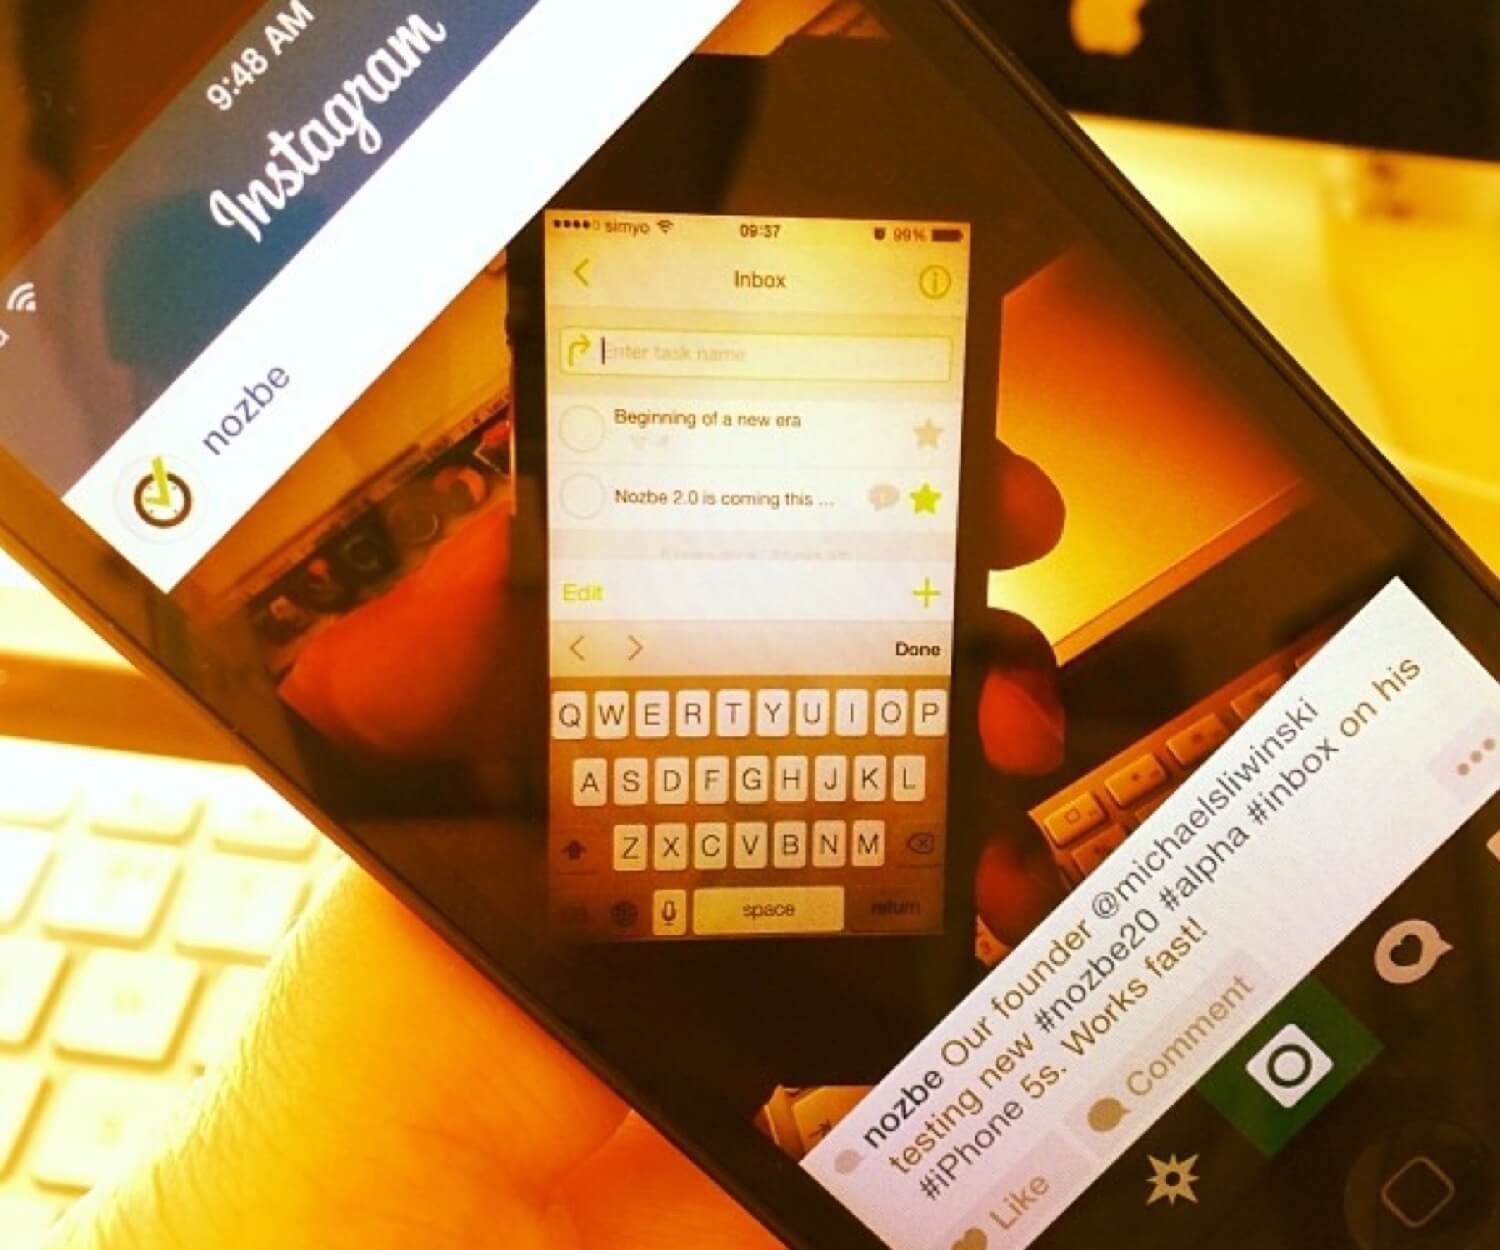 9:48 AM
Instagram
nozbe
simyo 09:37 99%
Inbox
Enter task name
Beginning of a new era
Nozbe 2.0 is coming this ...
Edit
Done
Q W E R T Y U I O P
A S D F G H J K L
Z X C V B N M
space return
nozbe Our founder @michaelsliwinski
testing new #nozbe20 #alpha #inbox on his
#iPhone 5s. Works fast!
Like Comment